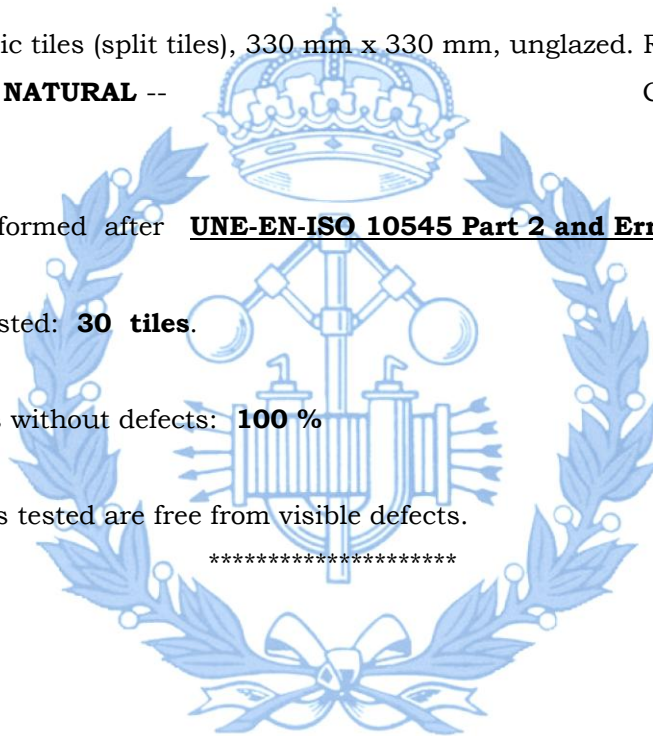 ic tiles (split tiles), 330 mm x 330 mm, unglazed.
NATURAL --
formed after UNE-EN-ISO 10545 Part 2 and
sted: 30 tiles.
s without defects: 100 %
s tested are free from visible defects.
*********************